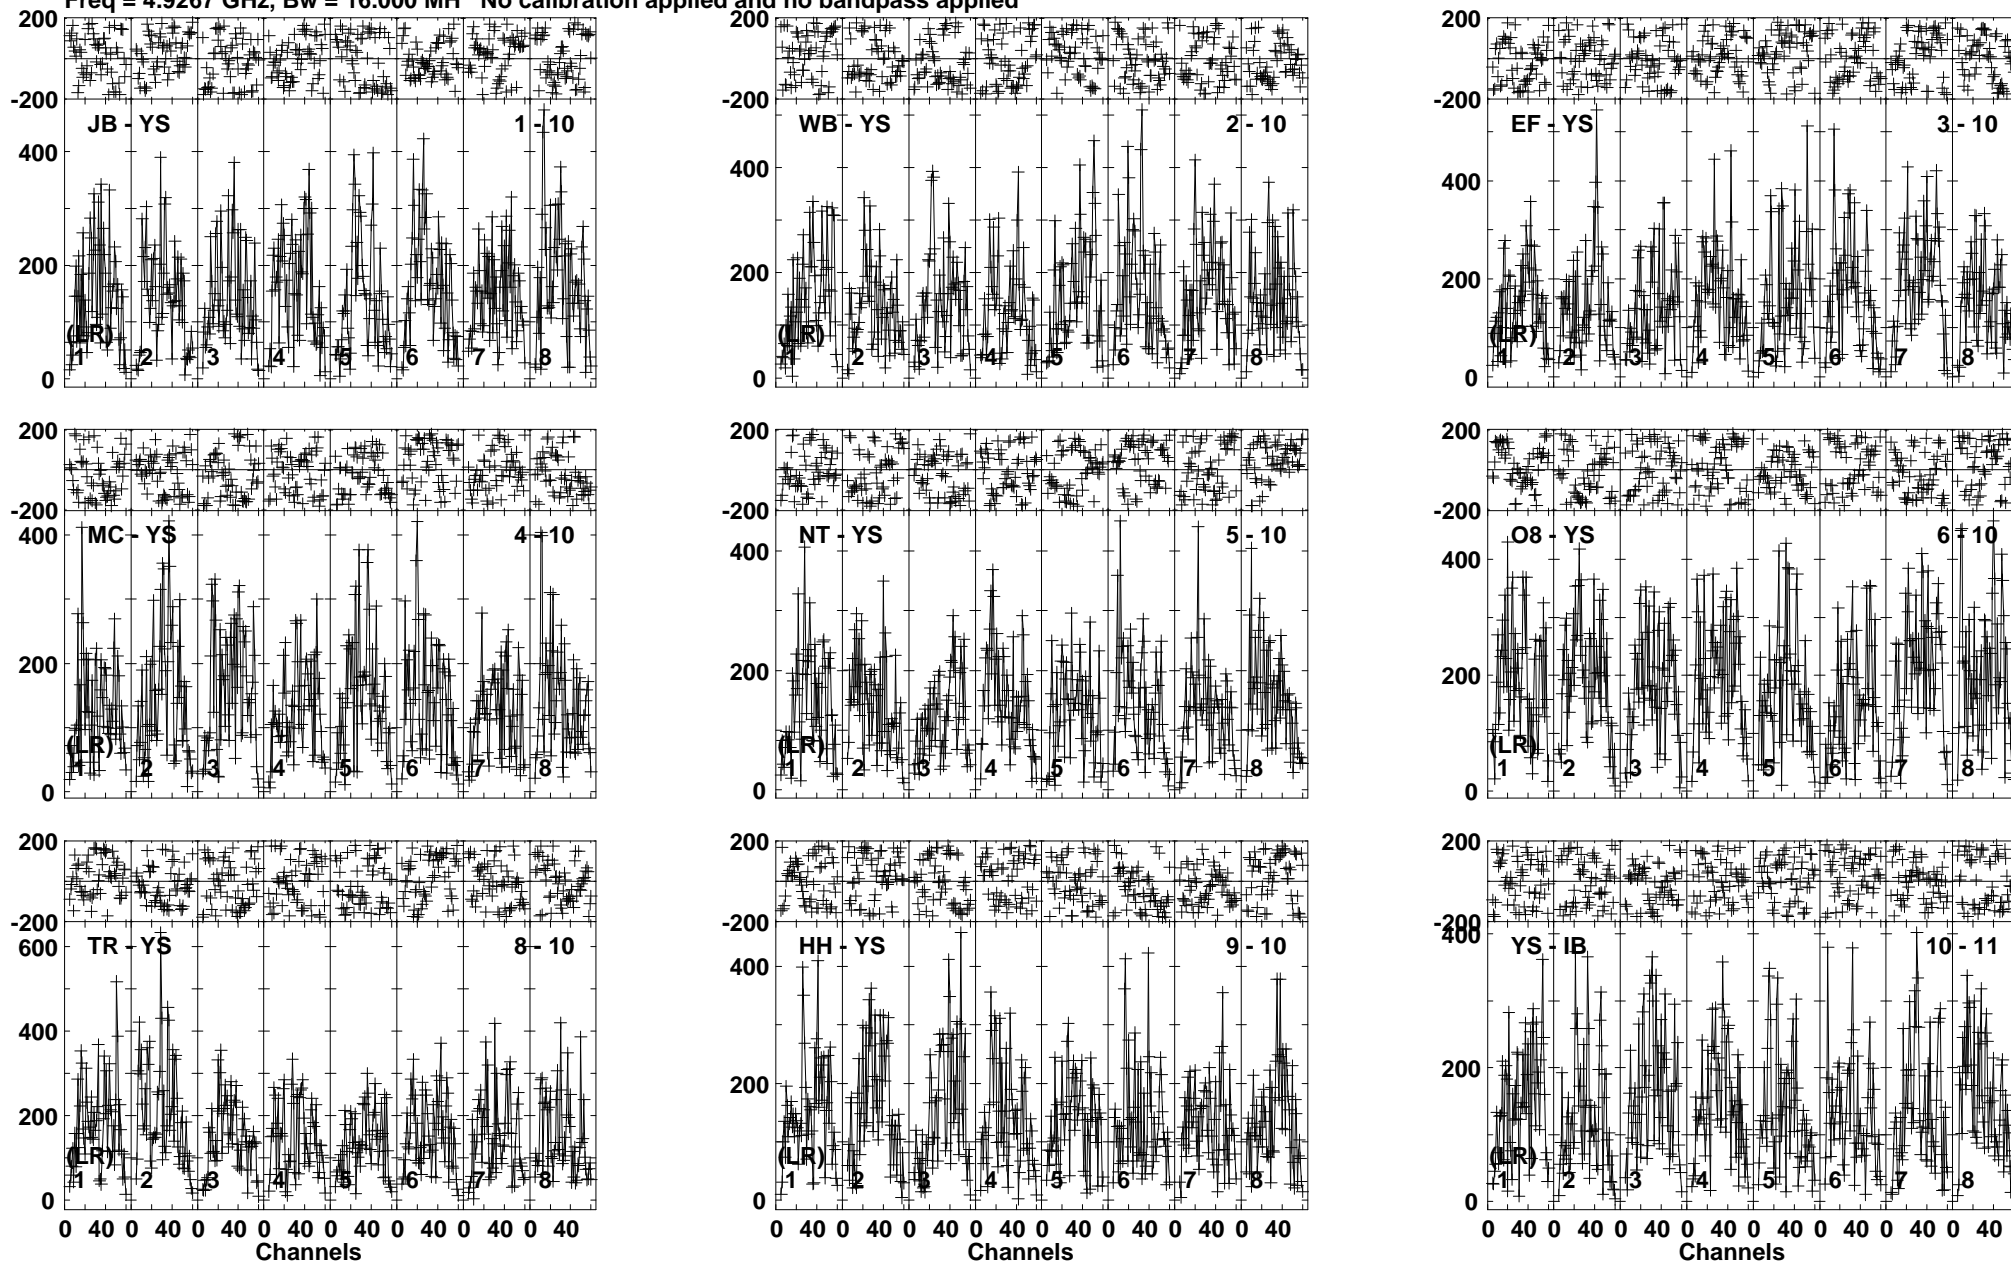 Freq = 4.9267 GHz, Bw = 16.000 MH No calibration applied and no bandpass applied
200 200 200
-200 -200 -200
JB - YS 1 - 10 WB - YS 2 - 10 EF - YS 3 - 10
400 400 400
200 200 200
(LR) (LR) (LR)
1 2 3 4 5 6 7 8 1 2 3 4 5 6 7 8 1 2 3 4 5 6 7 8
0 0 0
200 200 200
-200 -200 -200
MC - YS 4 - 10 NT - YS 5 - 10 O8 - YS 6 - 10
400 400 400
200 200 200
(LR) (LR) (LR)
1 2 3 4 5 6 7 8 1 2 3 4 5 6 7 8 1 2 3 4 5 6 7 8
0 0 0
200 200 200
-200 -200 -200
600 400
TR - YS 8 - 10 HH - YS 9 - 10 YS - IB 10 - 11
400 400
200 200 200
(LR) (LR) (LR)
1 2 3 4 5 6 7 8 1 2 3 4 5 6 7 8 1 2 3 4 5 6 7 8
0 0 0
0 40 0 40 0 40 0 40 0 40 0 40 0 40 0 40 0 40 0 40 0 40 0 40 0 40 0 40 0 40 0 40 0 40 0 40 0 40 0 40 0 40 0 40 0 40 0 40
Channels Channels Channels